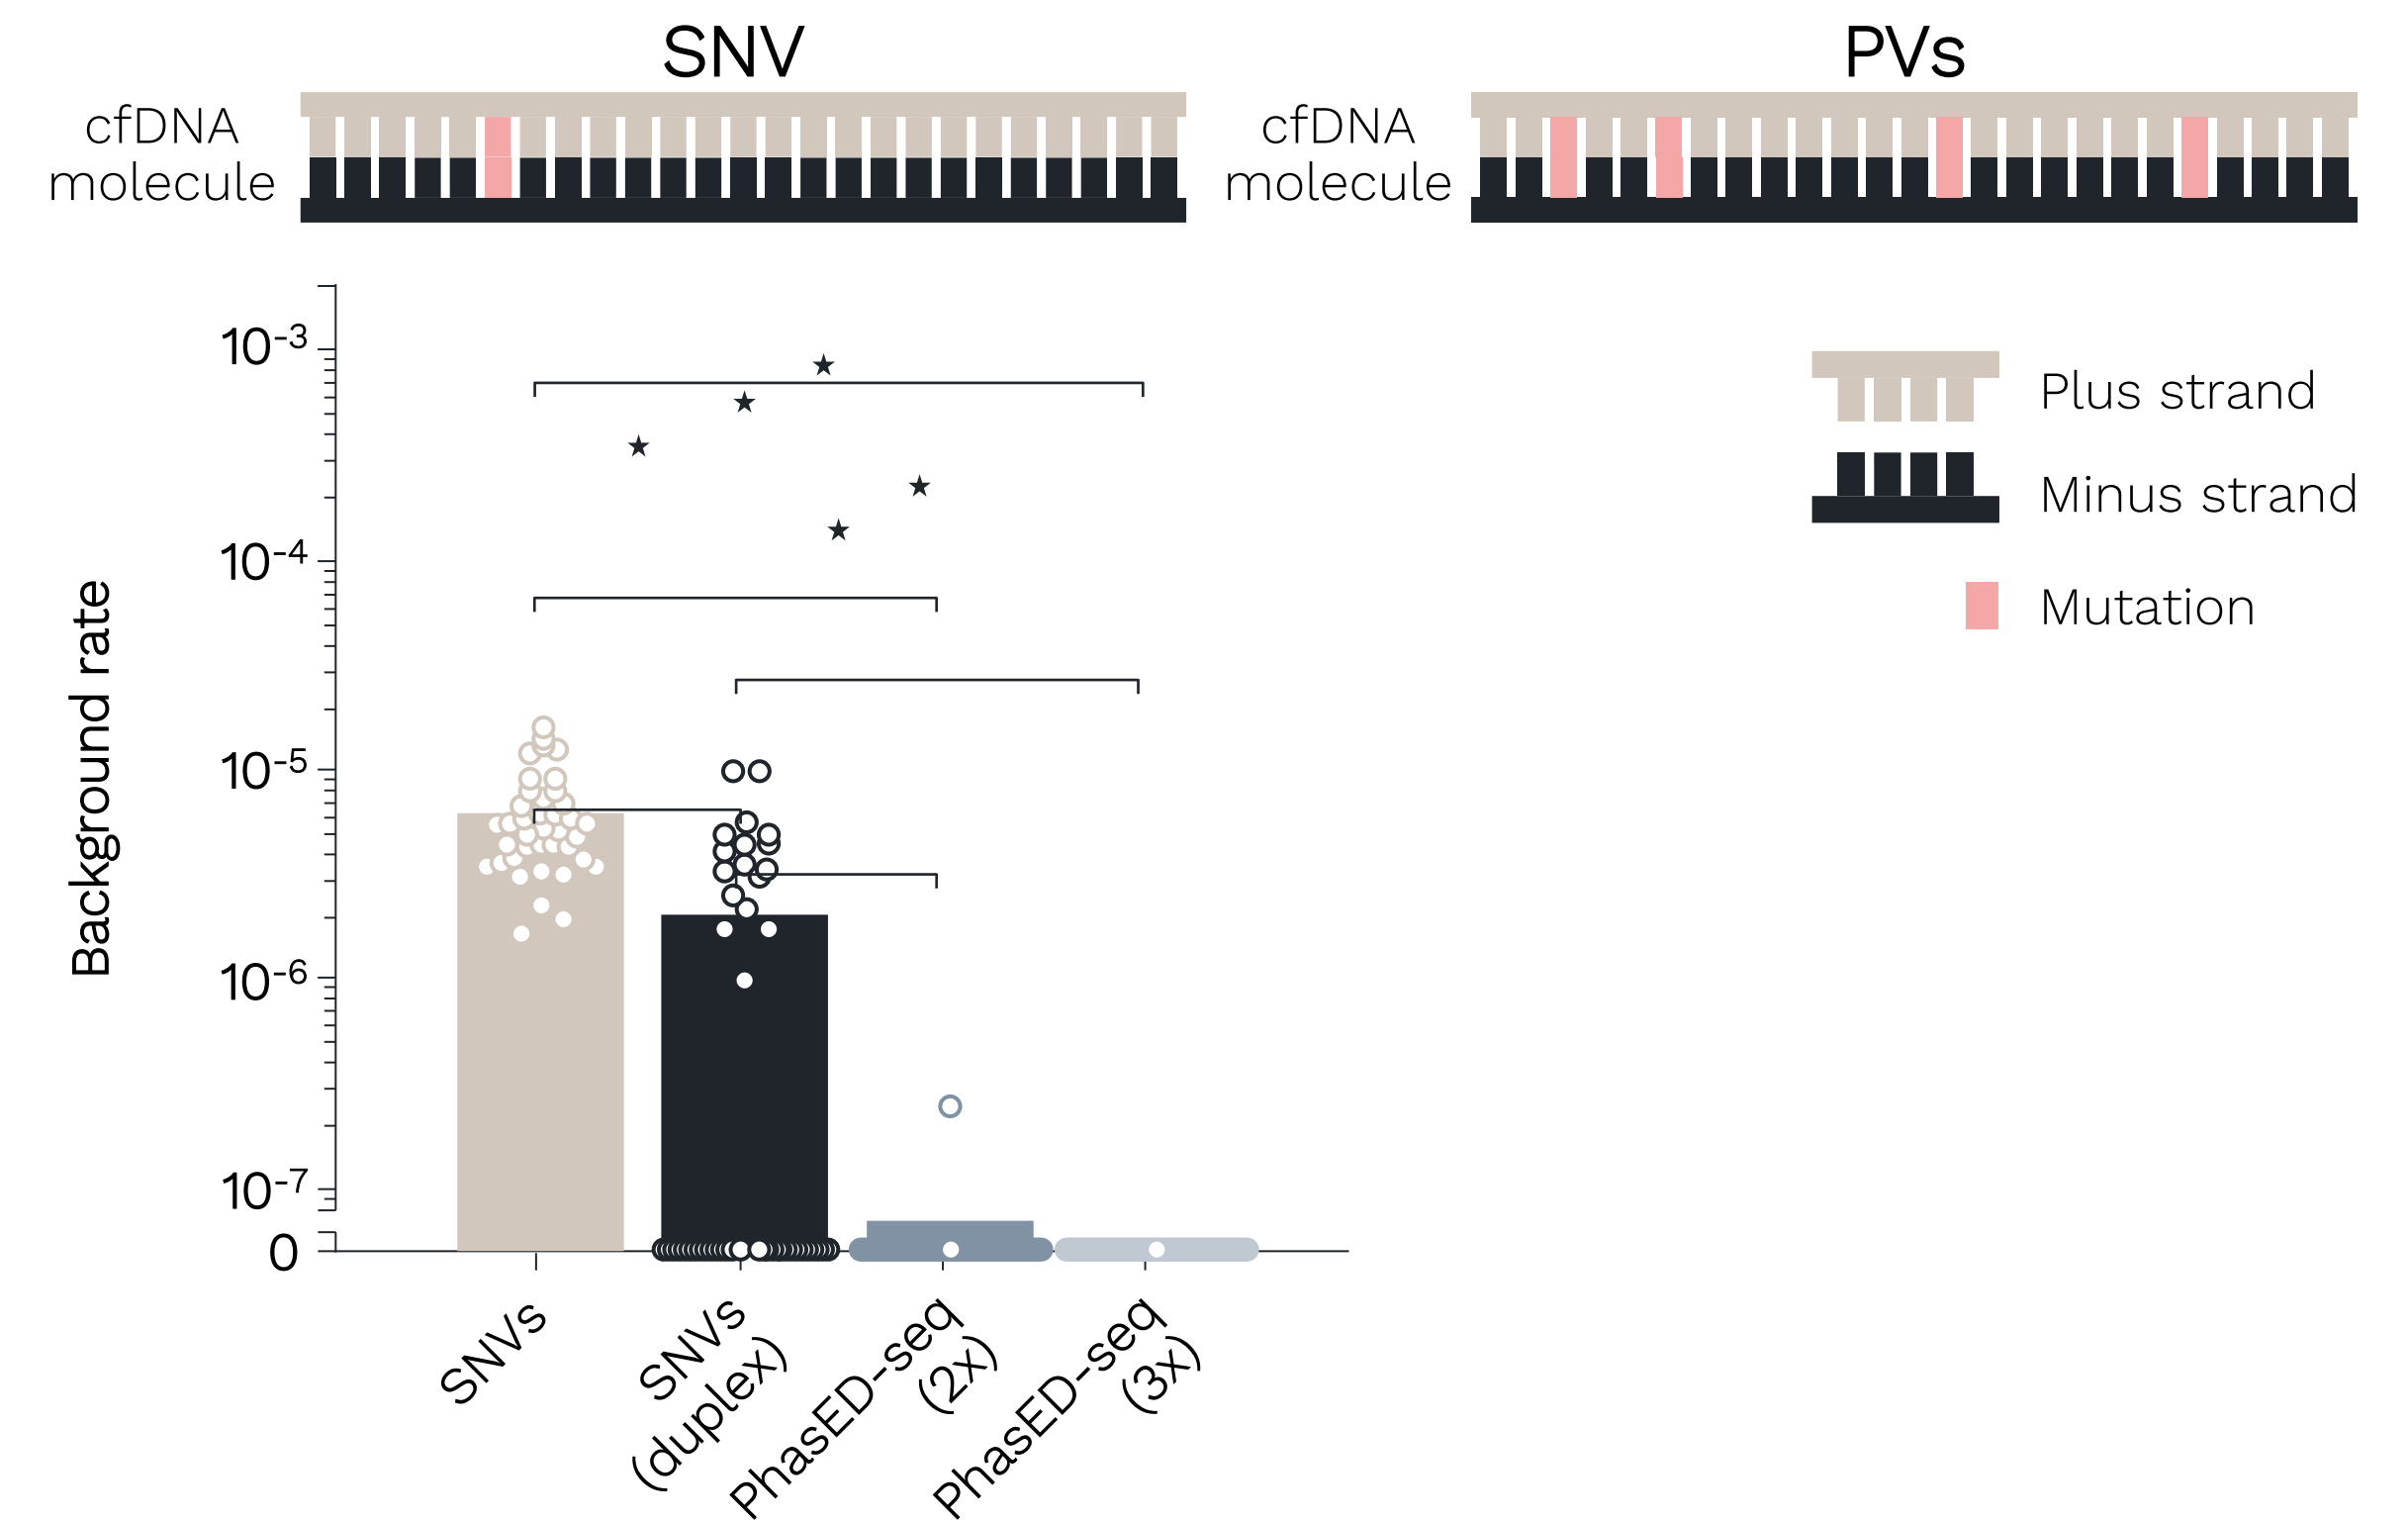 SNV
PVs
cfDNA
molecule
cfDNA
molecule
Plus strand
Minus strand
Mutation
Background rate
10-3
10-4
10-5
10-6
10-7
0
SNVs
SNVs
(duplex)
PhasED-seq
(2x)
PhasED-seq
(3x)